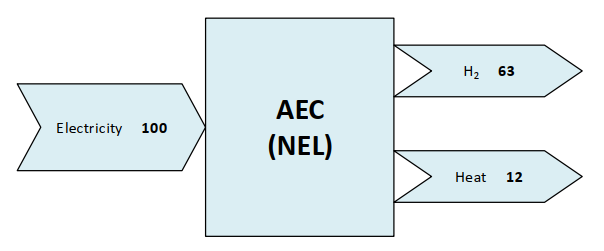 Electricity 100
AEC
(NEL)
H₂ 63
Heat 12